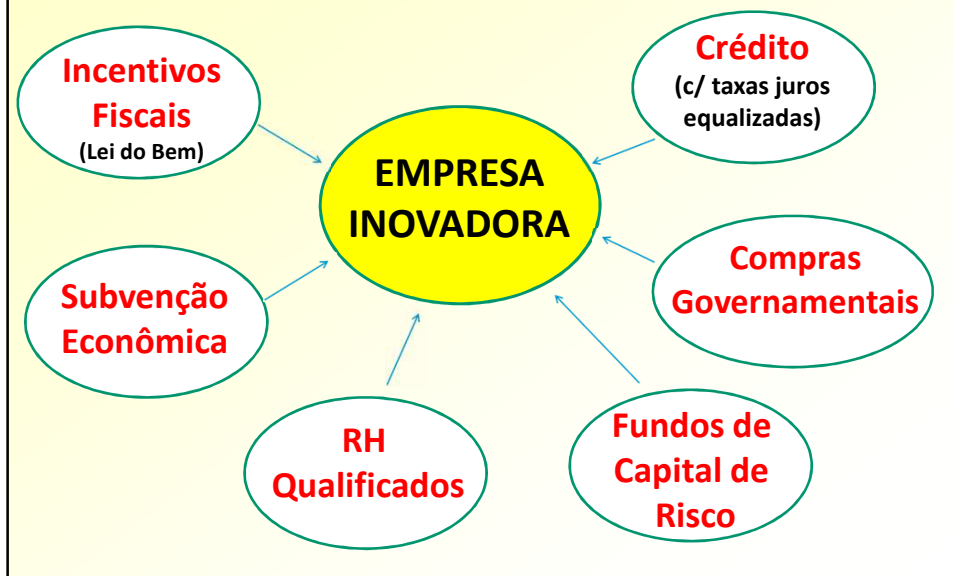 Incentivos
Fiscais
(Lei do Bem)
Crédito
(c/ taxas juros
equalizadas)
EMPRESA
INOVADORA
Subvenção
Econômica
Compras
Governamentais
RH
Qualificados
Fundos de
Capital de
Risco